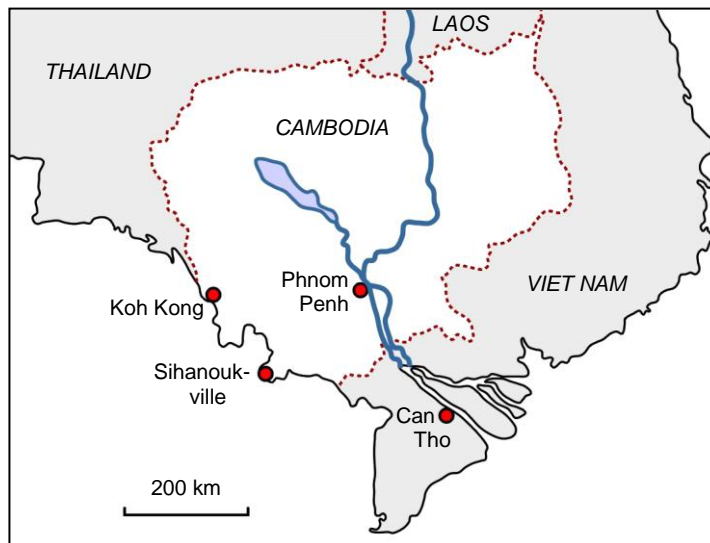 LAOS
THAILAND
CAMBODIA
Phnom
Penh
VIET NAM
Koh Kong
Sihanouk-
ville
Can
Tho
200 km